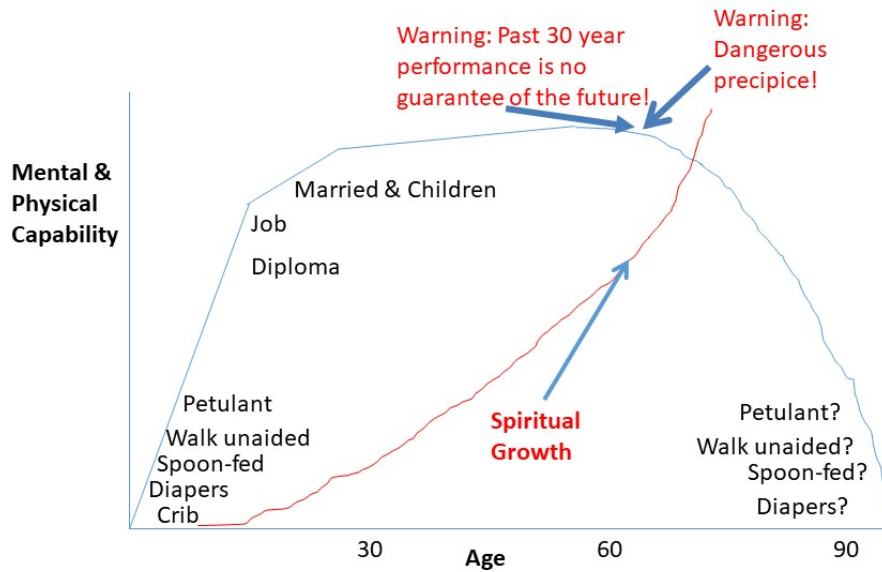 Warning: Past 30 year
performance is no
guarantee of the future!
Warning:
Dangerous
precipice!
Mental &
Physical
Capability
Married & Children
Job
Diploma
Petulant
Walk unaided
Spoon-fed
Diapers
Crib
Spiritual
Growth
Petulant?
Walk unaided?
Spoon-fed?
Diapers?
30
60
90
Age